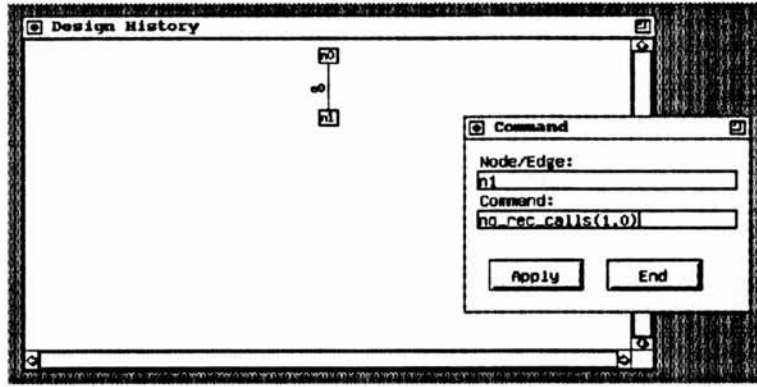 Design History
n0
e0
n1
Command
Node/Edge:
n1
Command:
no_rec_calls(1,0)
Apply
End